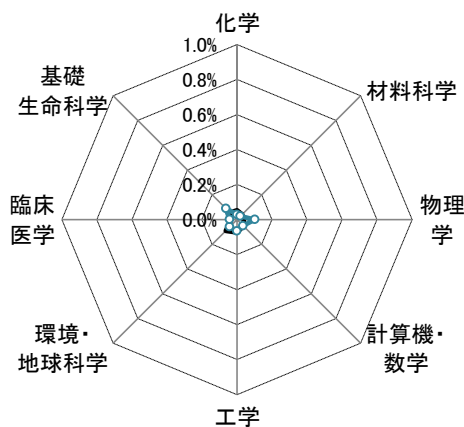 化学
1.0%
0.8%
0.6%
0.4%
0.2%
0.0%
材料科学
物理
学
計算機・
数学
工学
環境・
地球科学
臨床
医学
基礎
生命科学